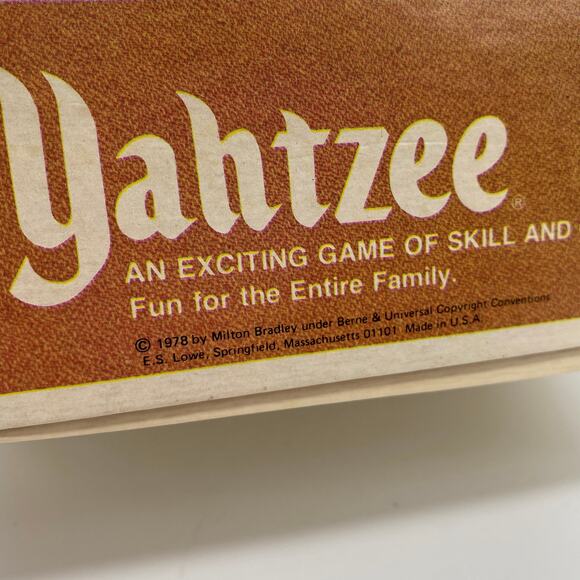 Yahtzee®
AN EXCITING GAME OF SKILL AND
Fun for the Entire Family.
© 1978 by Milton Bradley under Berne & Universal Copyright Conventions
E.S. Lowe, Springfield, Massachusetts 01101 Made in U.S.A.